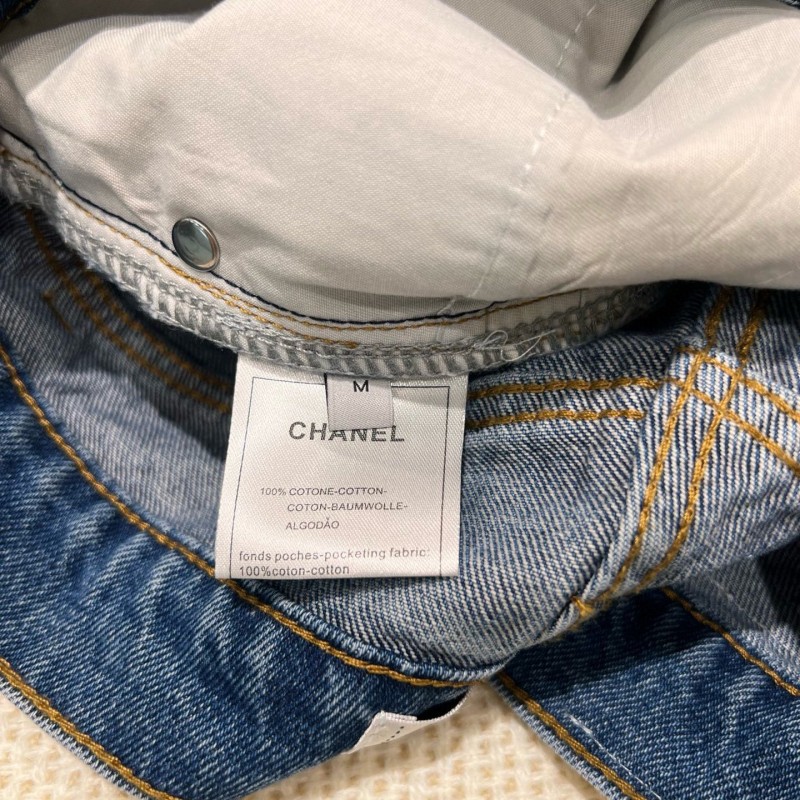 M
CHANEL
100% COTONE-COTTON-
COTON-BAUMWOLLE-
ALGODÃO
fonds poches-pocketing fabric:
100%coton-cotton